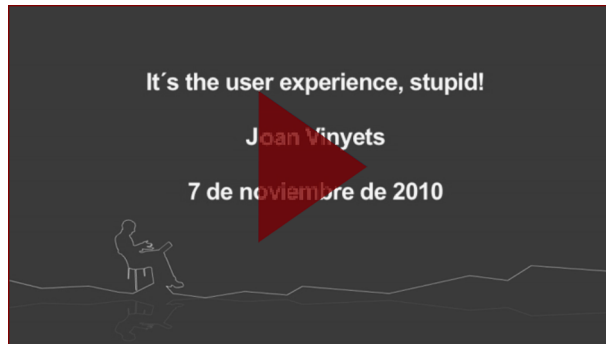 It´s the user experience, stupid!
Joan Vinyets
7 de noviembre de 2010